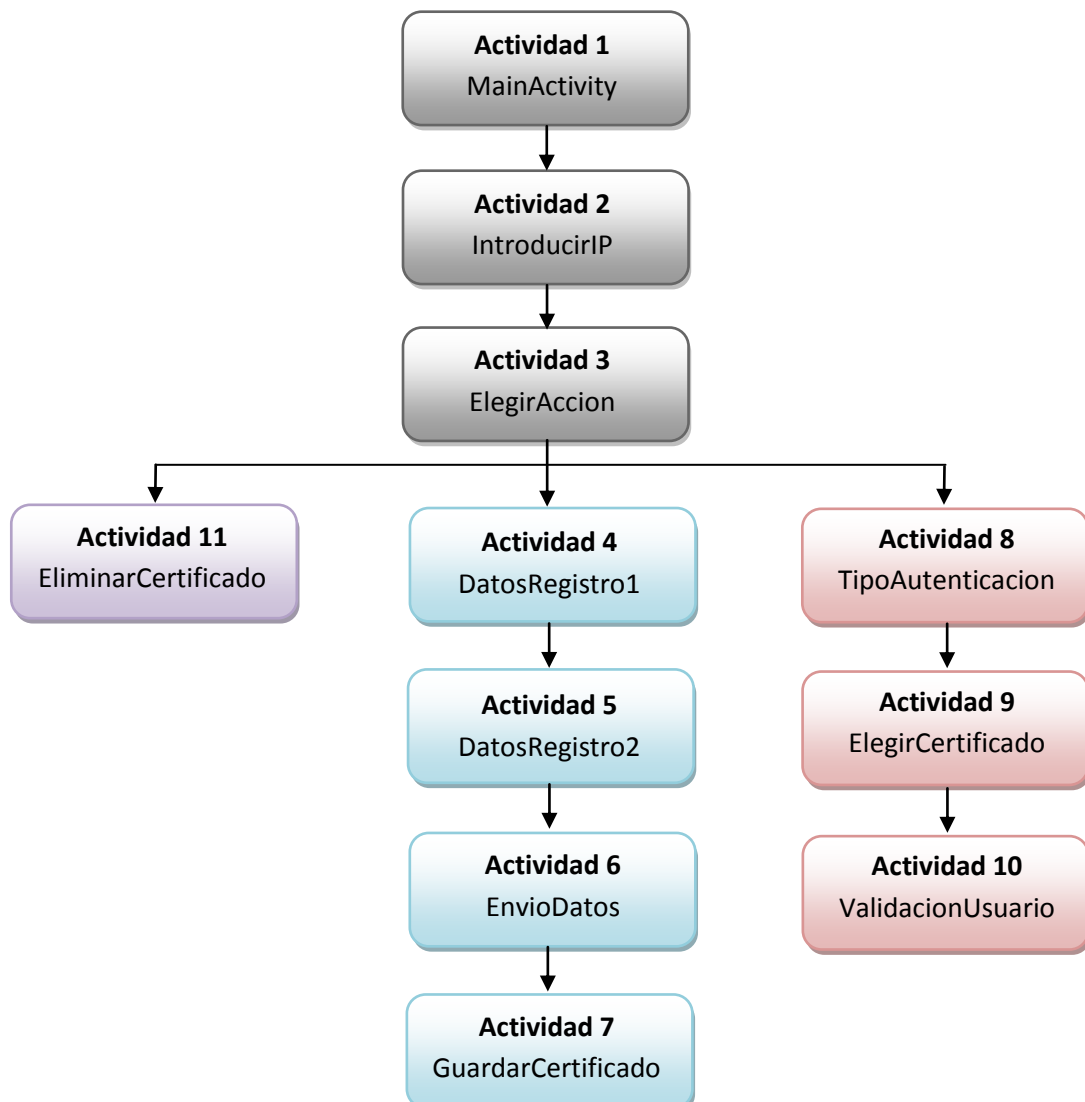 Actividad 1
MainActivity
Actividad 2
IntroducirIP
Actividad 3
ElegirAccion
Actividad 11
EliminarCertificado
Actividad 4
DatosRegistro1
Actividad 8
TipoAutenticacion
Actividad 5
DatosRegistro2
Actividad 9
ElegirCertificado
Actividad 6
EnvioDatos
Actividad 10
ValidacionUsuario
Actividad 7
GuardarCertificado